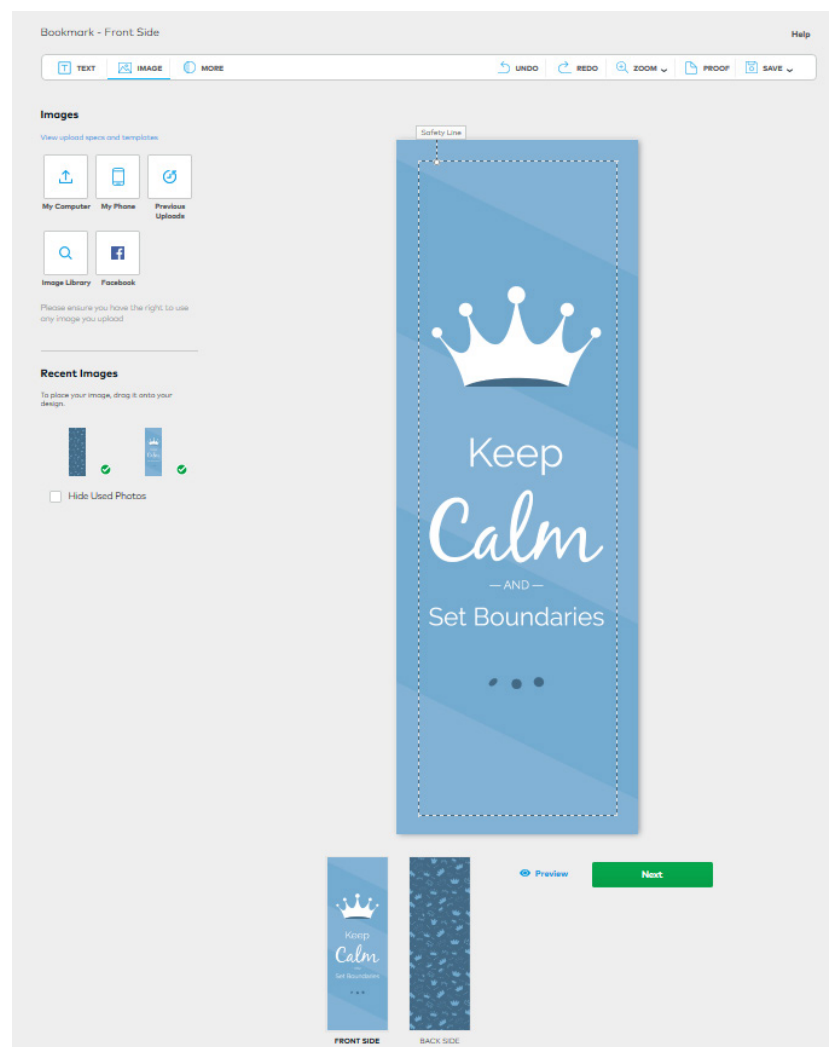 Bookmark - Front Side
Help
TEXT IMAGE MORE UNDO REDO ZOOM PROOF SAVE
Images
View upload specs and templates
My Computer My Phone Previous
Uploads
Image Library Facebook
Please ensure you have the right to use
any image you upload
Recent Images
To place your image, drag it onto your
design.
Hide Used Photos
Safety Line
Keep
Calm
— AND —
Set Boundaries
Preview
Next
Keep
Calm
Set Boundaries
FRONT SIDE BACK SIDE